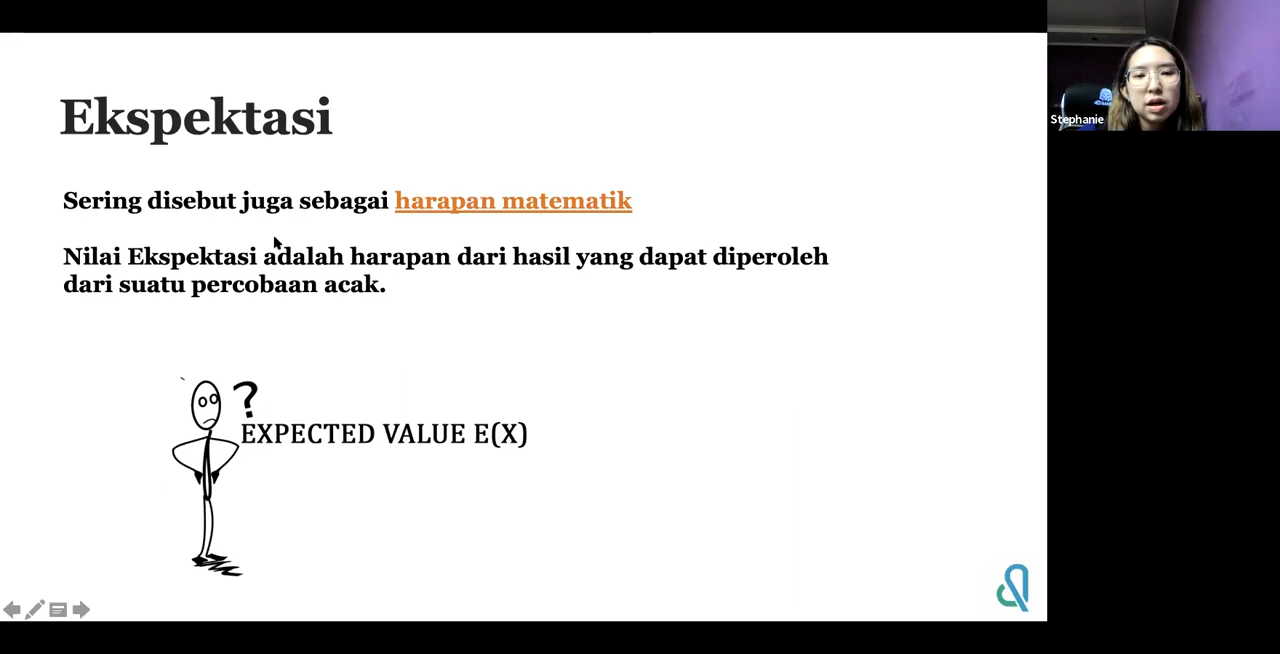 Ekspektasi
Sering disebut juga sebagai harapan matematik
Nilai Ekspektasi adalah harapan dari hasil yang dapat diperoleh
dari suatu percobaan acak.
?
EXPECTED VALUE E(X)
Stephanie